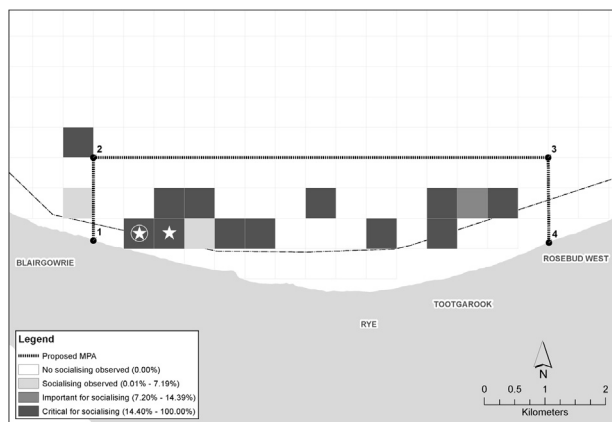 2
3
1
4
BLAIRGOWRIE
ROSEBUD WEST
TOOTGAROOK
RYE
Legend
Proposed MPA
No socialising observed (0.00%)
Socialising observed (0.01% - 7.19%)
Important for socialising (7.20% - 14.39%)
Critical for socialising (14.40% - 100.00%)
N
0 0.5 1 2
Kilometers